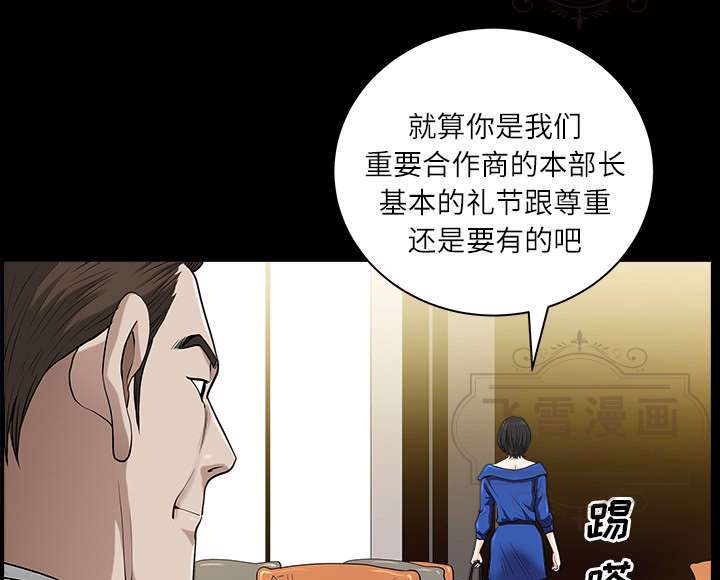 就算你是我们
重要合作商的本部长
基本的礼节跟尊重
还是要有的吧
飞雪漫画
踢
嗒